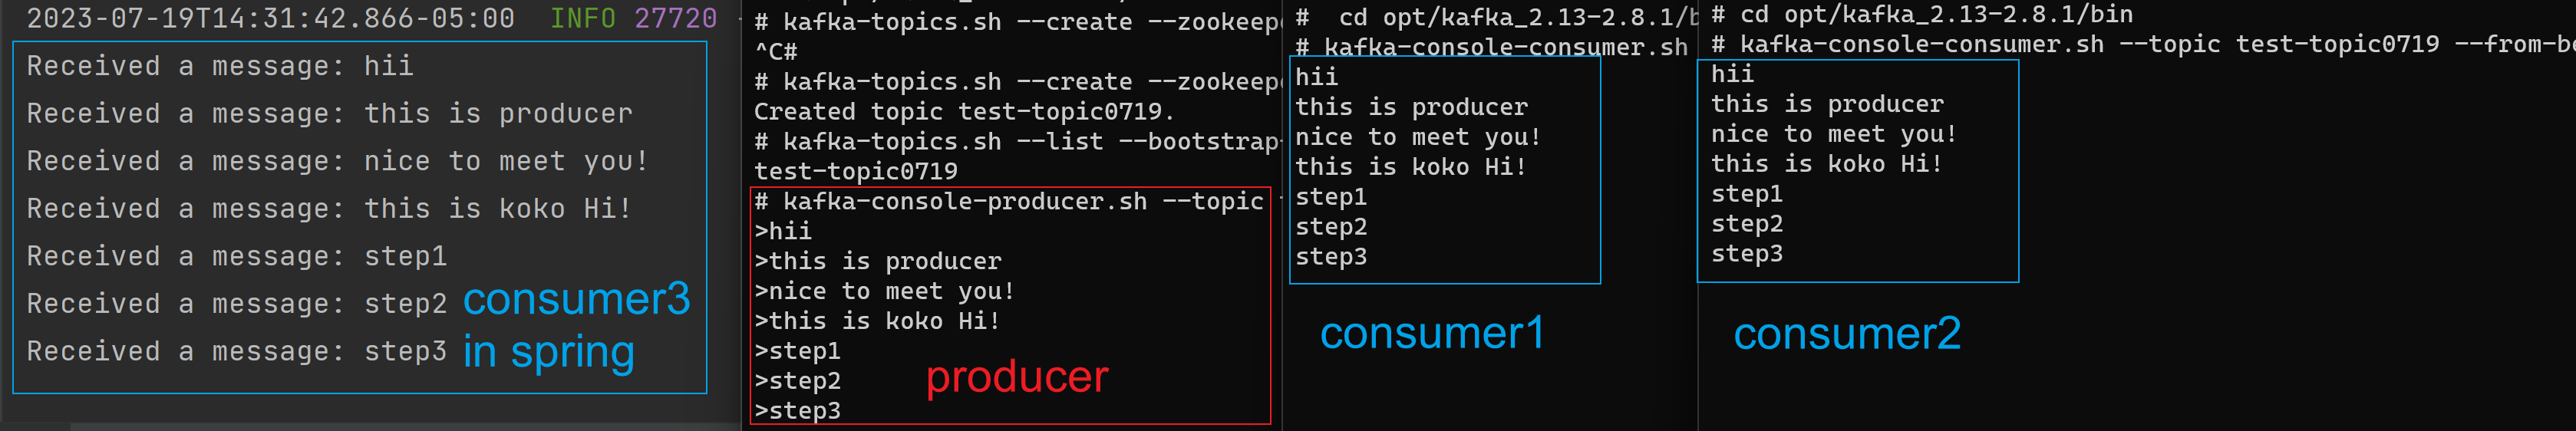 2023-07-19T14:31:42.866-05:00  INFO 27720
Received a message: hii
Received a message: this is producer
Received a message: nice to meet you!
Received a message: this is koko Hi!
Received a message: step1
Received a message: step2
Received a message: step3
consumer3
in spring
# kafka-topics.sh --create --zookeep
^C#
# kafka-topics.sh --create --zookeep
Created topic test-topic0719.
# kafka-topics.sh --list --bootstrap-
test-topic0719
# kafka-console-producer.sh --topic
>hii
>this is producer
>nice to meet you!
>this is koko Hi!
>step1
>step2
>step3
producer
#  cd opt/kafka_2.13-2.8.1/b
# kafka-console-consumer.sh
hii
this is producer
nice to meet you!
this is koko Hi!
step1
step2
step3
consumer1
# cd opt/kafka_2.13-2.8.1/bin
# kafka-console-consumer.sh --topic test-topic0719 --from-be
hii
this is producer
nice to meet you!
this is koko Hi!
step1
step2
step3
consumer2